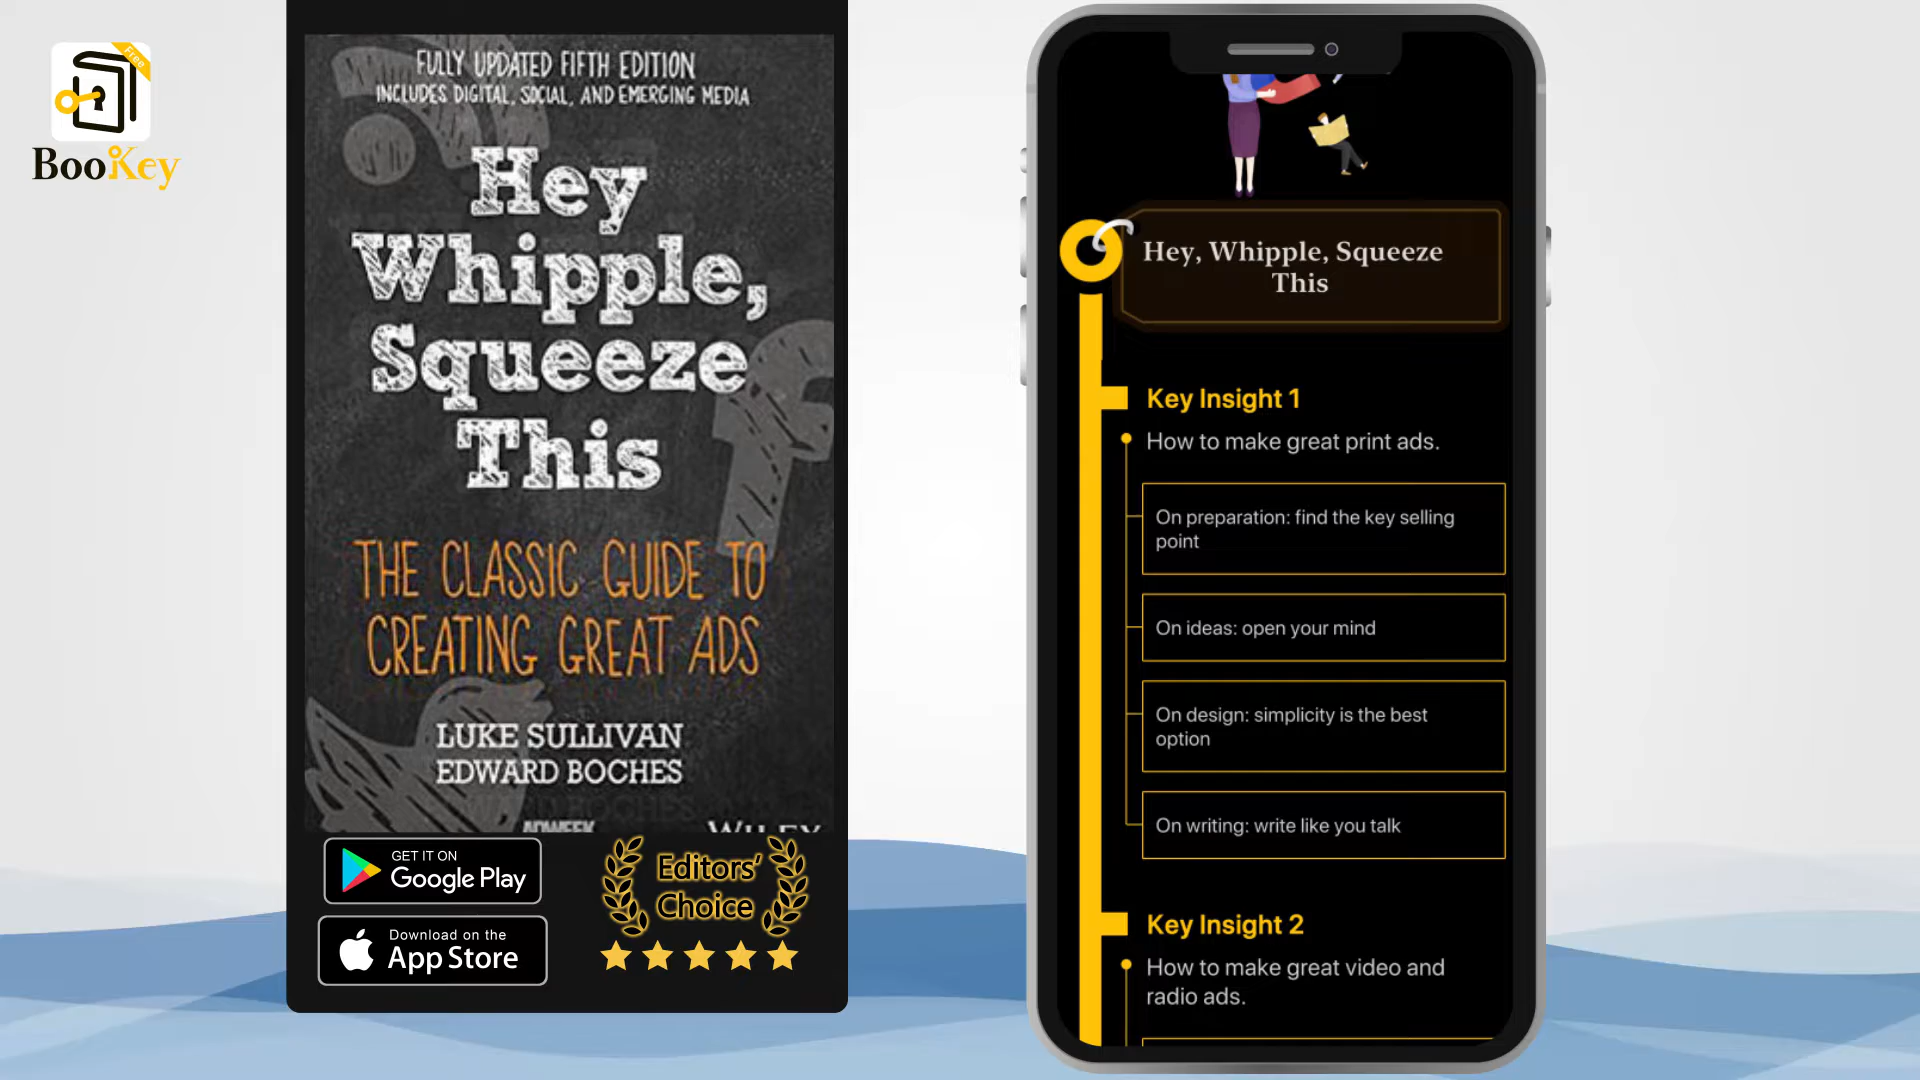 Free
BooKey
FULLY UPDATED FIFTH EDITION
INCLUDES DIGITAL, SOCIAL, AND EMERGING MEDIA
Hey
Whipple,
Squeeze
This
THE CLASSIC GUIDE TO
CREATING GREAT ADS
LUKE SULLIVAN
EDWARD BOCHES
ADWEEK
WILEY
GET IT ON
Google Play
Download on the
App Store
Editors'
Choice
Hey, Whipple, Squeeze
This
Key Insight 1
How to make great print ads.
On preparation: find the key selling
point
On ideas: open your mind
On design: simplicity is the best
option
On writing: write like you talk
Key Insight 2
How to make great video and
radio ads.